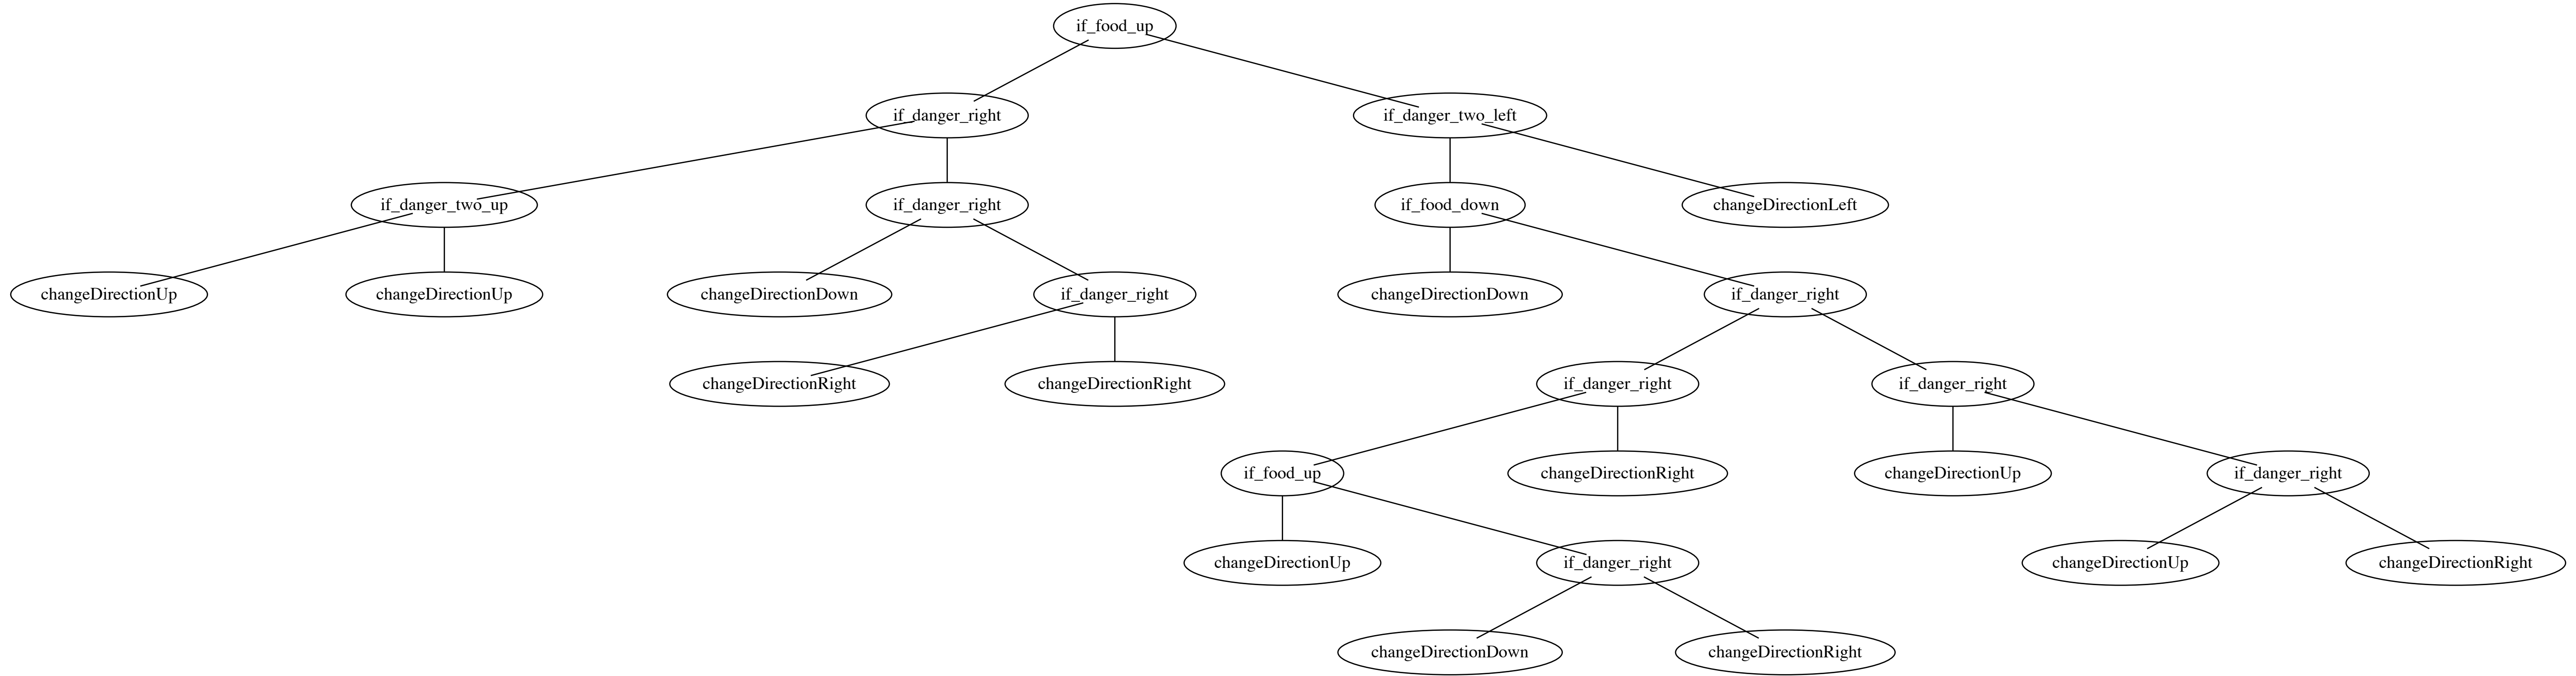 if_food_up
if_danger_right
if_danger_two_left
if_danger_two_up
if_danger_right
if_food_down
changeDirectionLeft
changeDirectionUp
changeDirectionUp
changeDirectionDown
if_danger_right
changeDirectionDown
if_danger_right
changeDirectionRight
changeDirectionRight
if_danger_right
if_danger_right
if_food_up
changeDirectionRight
changeDirectionUp
if_danger_right
changeDirectionUp
if_danger_right
changeDirectionUp
changeDirectionRight
changeDirectionDown
changeDirectionRight